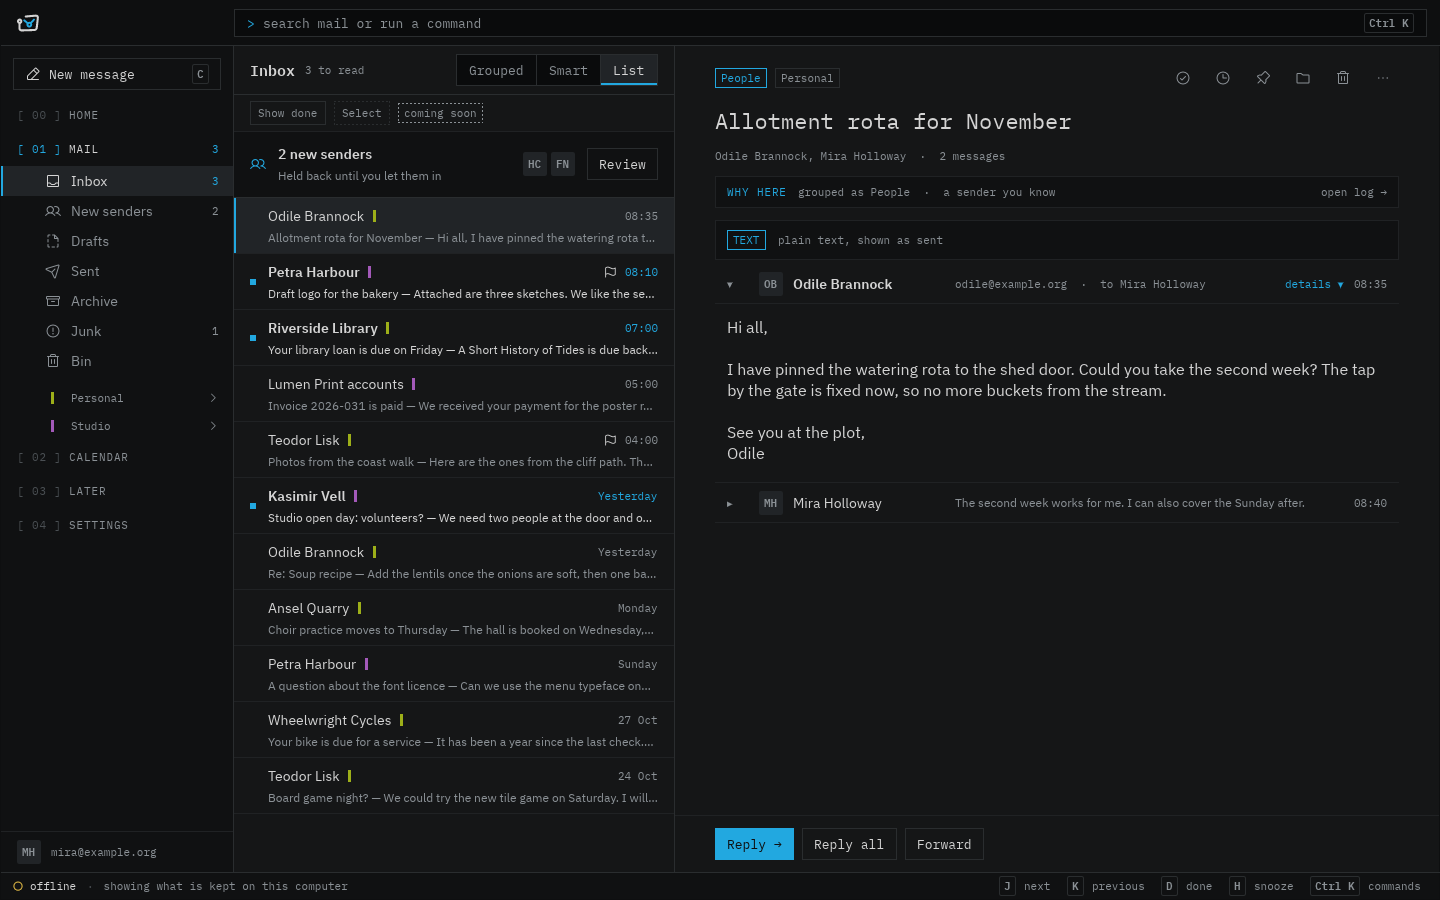 > search mail or run a command Ctrl K
New message C
[ 00 ] HOME
[ 01 ] MAIL 3
Inbox 3
New senders 2
Drafts
Sent
Archive
Junk 1
Bin
Personal
Studio
[ 02 ] CALENDAR
[ 03 ] LATER
[ 04 ] SETTINGS
MH mira@example.org
Inbox 3 to read Grouped Smart List
Show done Select coming soon
2 new senders HC FN Review
Held back until you let them in
Odile Brannock 08:35
Allotment rota for November — Hi all, I have pinned the watering rota t...
Petra Harbour 08:10
Draft logo for the bakery — Attached are three sketches. We like the se...
Riverside Library 07:00
Your library loan is due on Friday — A Short History of Tides is due back...
Lumen Print accounts 05:00
Invoice 2026-031 is paid — We received your payment for the poster r...
Teodor Lisk 04:00
Photos from the coast walk — Here are the ones from the cliff path. Th...
Kasimir Vell Yesterday
Studio open day: volunteers? — We need two people at the door and o...
Odile Brannock Yesterday
Re: Soup recipe — Add the lentils once the onions are soft, then one ba...
Ansel Quarry Monday
Choir practice moves to Thursday — The hall is booked on Wednesday,...
Petra Harbour Sunday
A question about the font licence — Can we use the menu typeface on...
Wheelwright Cycles 27 Oct
Your bike is due for a service — It has been a year since the last check....
Teodor Lisk 24 Oct
Board game night? — We could try the new tile game on Saturday. I will...
People Personal
Allotment rota for November
Odile Brannock, Mira Holloway · 2 messages
WHY HERE grouped as People · a sender you know open log →
TEXT plain text, shown as sent
▾ OB Odile Brannock odile@example.org · to Mira Holloway details ▾ 08:35
Hi all,
I have pinned the watering rota to the shed door. Could you take the second week? The tap
by the gate is fixed now, so no more buckets from the stream.
See you at the plot,
Odile
▸ MH Mira Holloway The second week works for me. I can also cover the Sunday after. 08:40
Reply → Reply all Forward
offline · showing what is kept on this computer
J next K previous D done H snooze Ctrl K commands